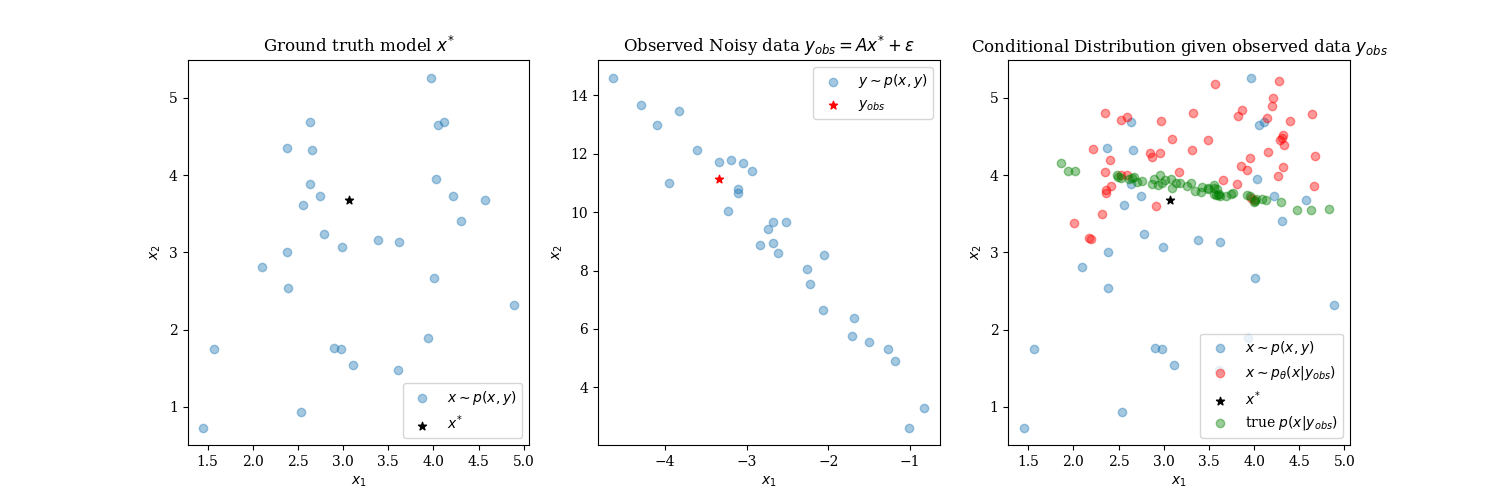 Ground truth model x*
5
4
3
2
1
1.5 2.0 2.5 3.0 3.5 4.0 4.5 5.0
x₁
x₂
x ~ p(x, y)
x*
Observed Noisy data y_obs = Ax* + ε
14
12
10
8
6
4
−4 −3 −2 −1
x₁
x₂
y ~ p(x, y)
y_obs
Conditional Distribution given observed data y_obs
5
4
3
2
1
1.5 2.0 2.5 3.0 3.5 4.0 4.5 5.0
x₁
x₂
x ~ p(x, y)
x ~ p_θ(x|y_obs)
x*
true p(x|y_obs)